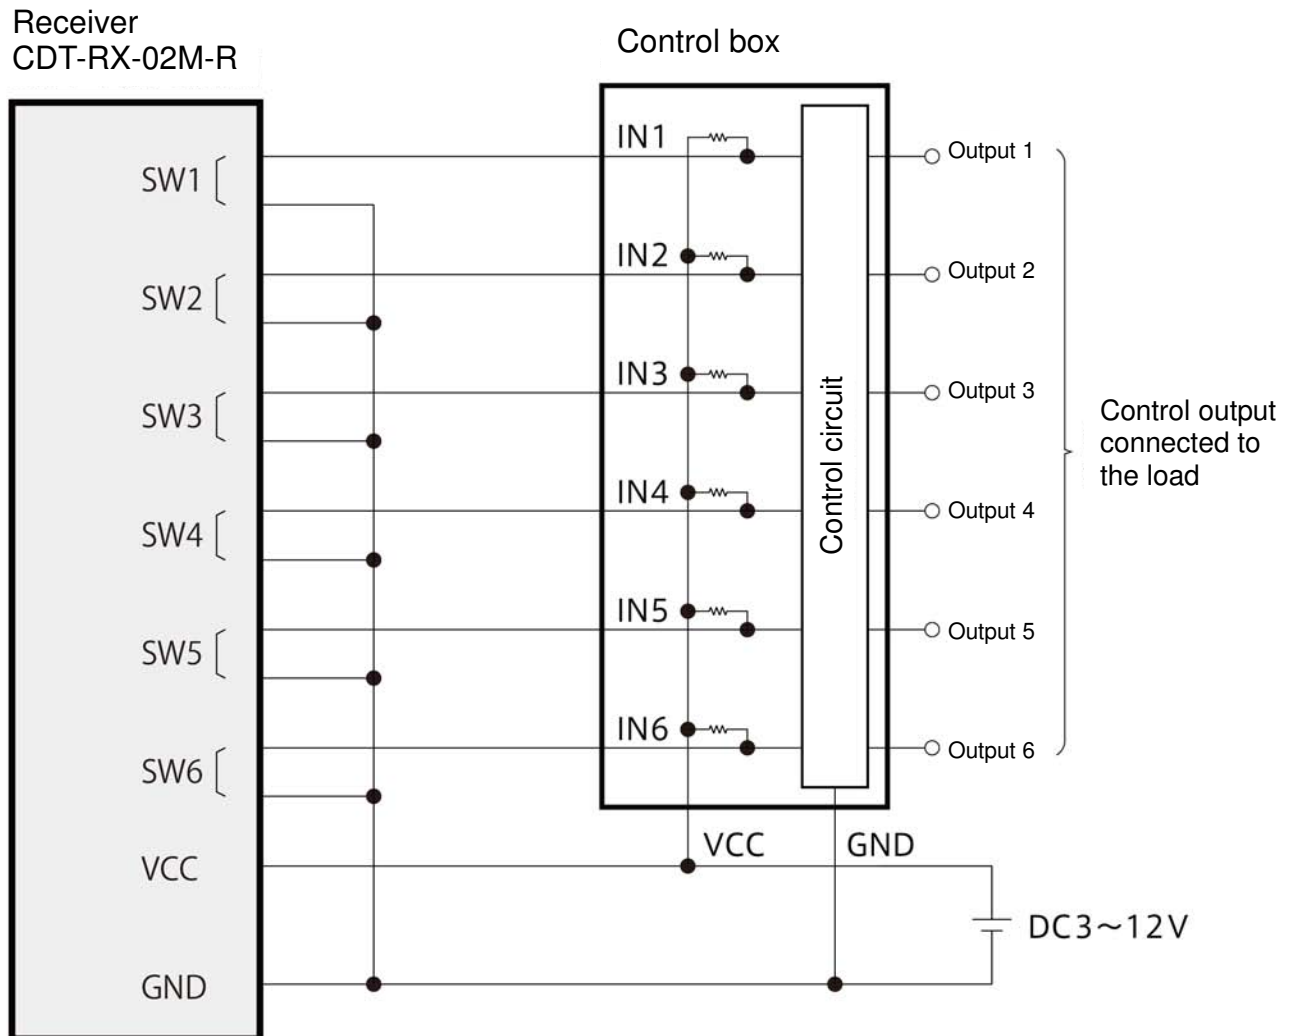 Receiver
CDT-RX-02M-R
Control box
SW1
SW2
SW3
SW4
SW5
SW6
VCC
GND
IN1
IN2
IN3
IN4
IN5
IN6
Control circuit
VCC
GND
Output 1
Output 2
Output 3
Output 4
Output 5
Output 6
Control output
connected to
the load
DC3～12V